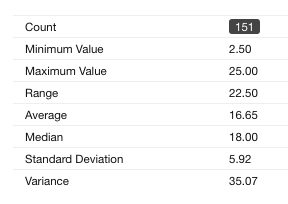 Count 151
Minimum Value 2.50
Maximum Value 25.00
Range 22.50
Average 16.65
Median 18.00
Standard Deviation 5.92
Variance 35.07